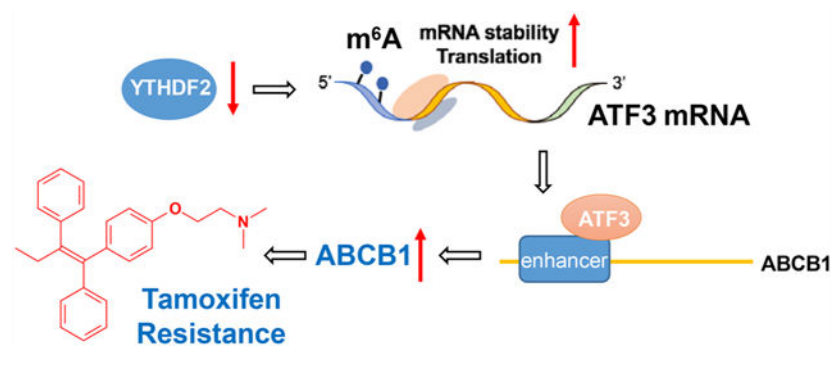 m⁶A
mRNA stability
Translation
YTHDF2
5'
3'
ATF3 mRNA
ATF3
enhancer
ABCB1
ABCB1
O
N
Tamoxifen
Resistance